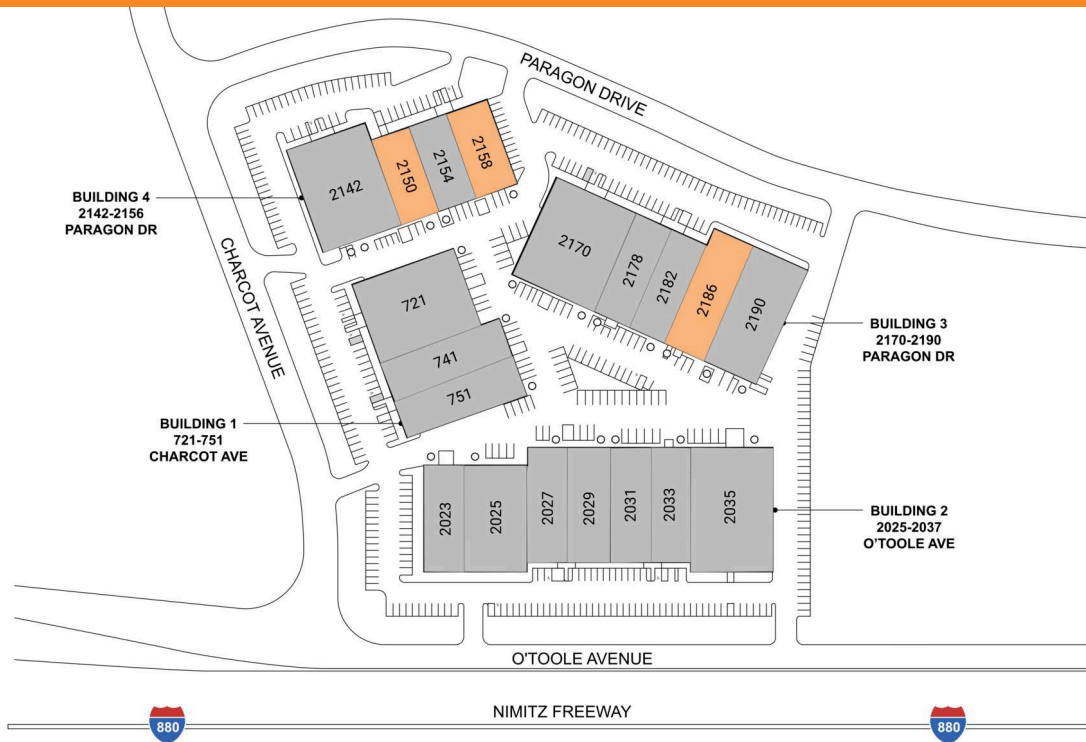 PARAGON DRIVE
BUILDING 4
2142-2156
PARAGON DR
2142
2150
2154
2158
CHARCOT AVENUE
2170
2178
2182
2186
2190
BUILDING 3
2170-2190
PARAGON DR
721
741
751
BUILDING 1
721-751
CHARCOT AVE
2023
2025
2027
2029
2031
2033
2035
BUILDING 2
2025-2037
O'TOOLE AVE
O'TOOLE AVENUE
NIMITZ FREEWAY
880
880